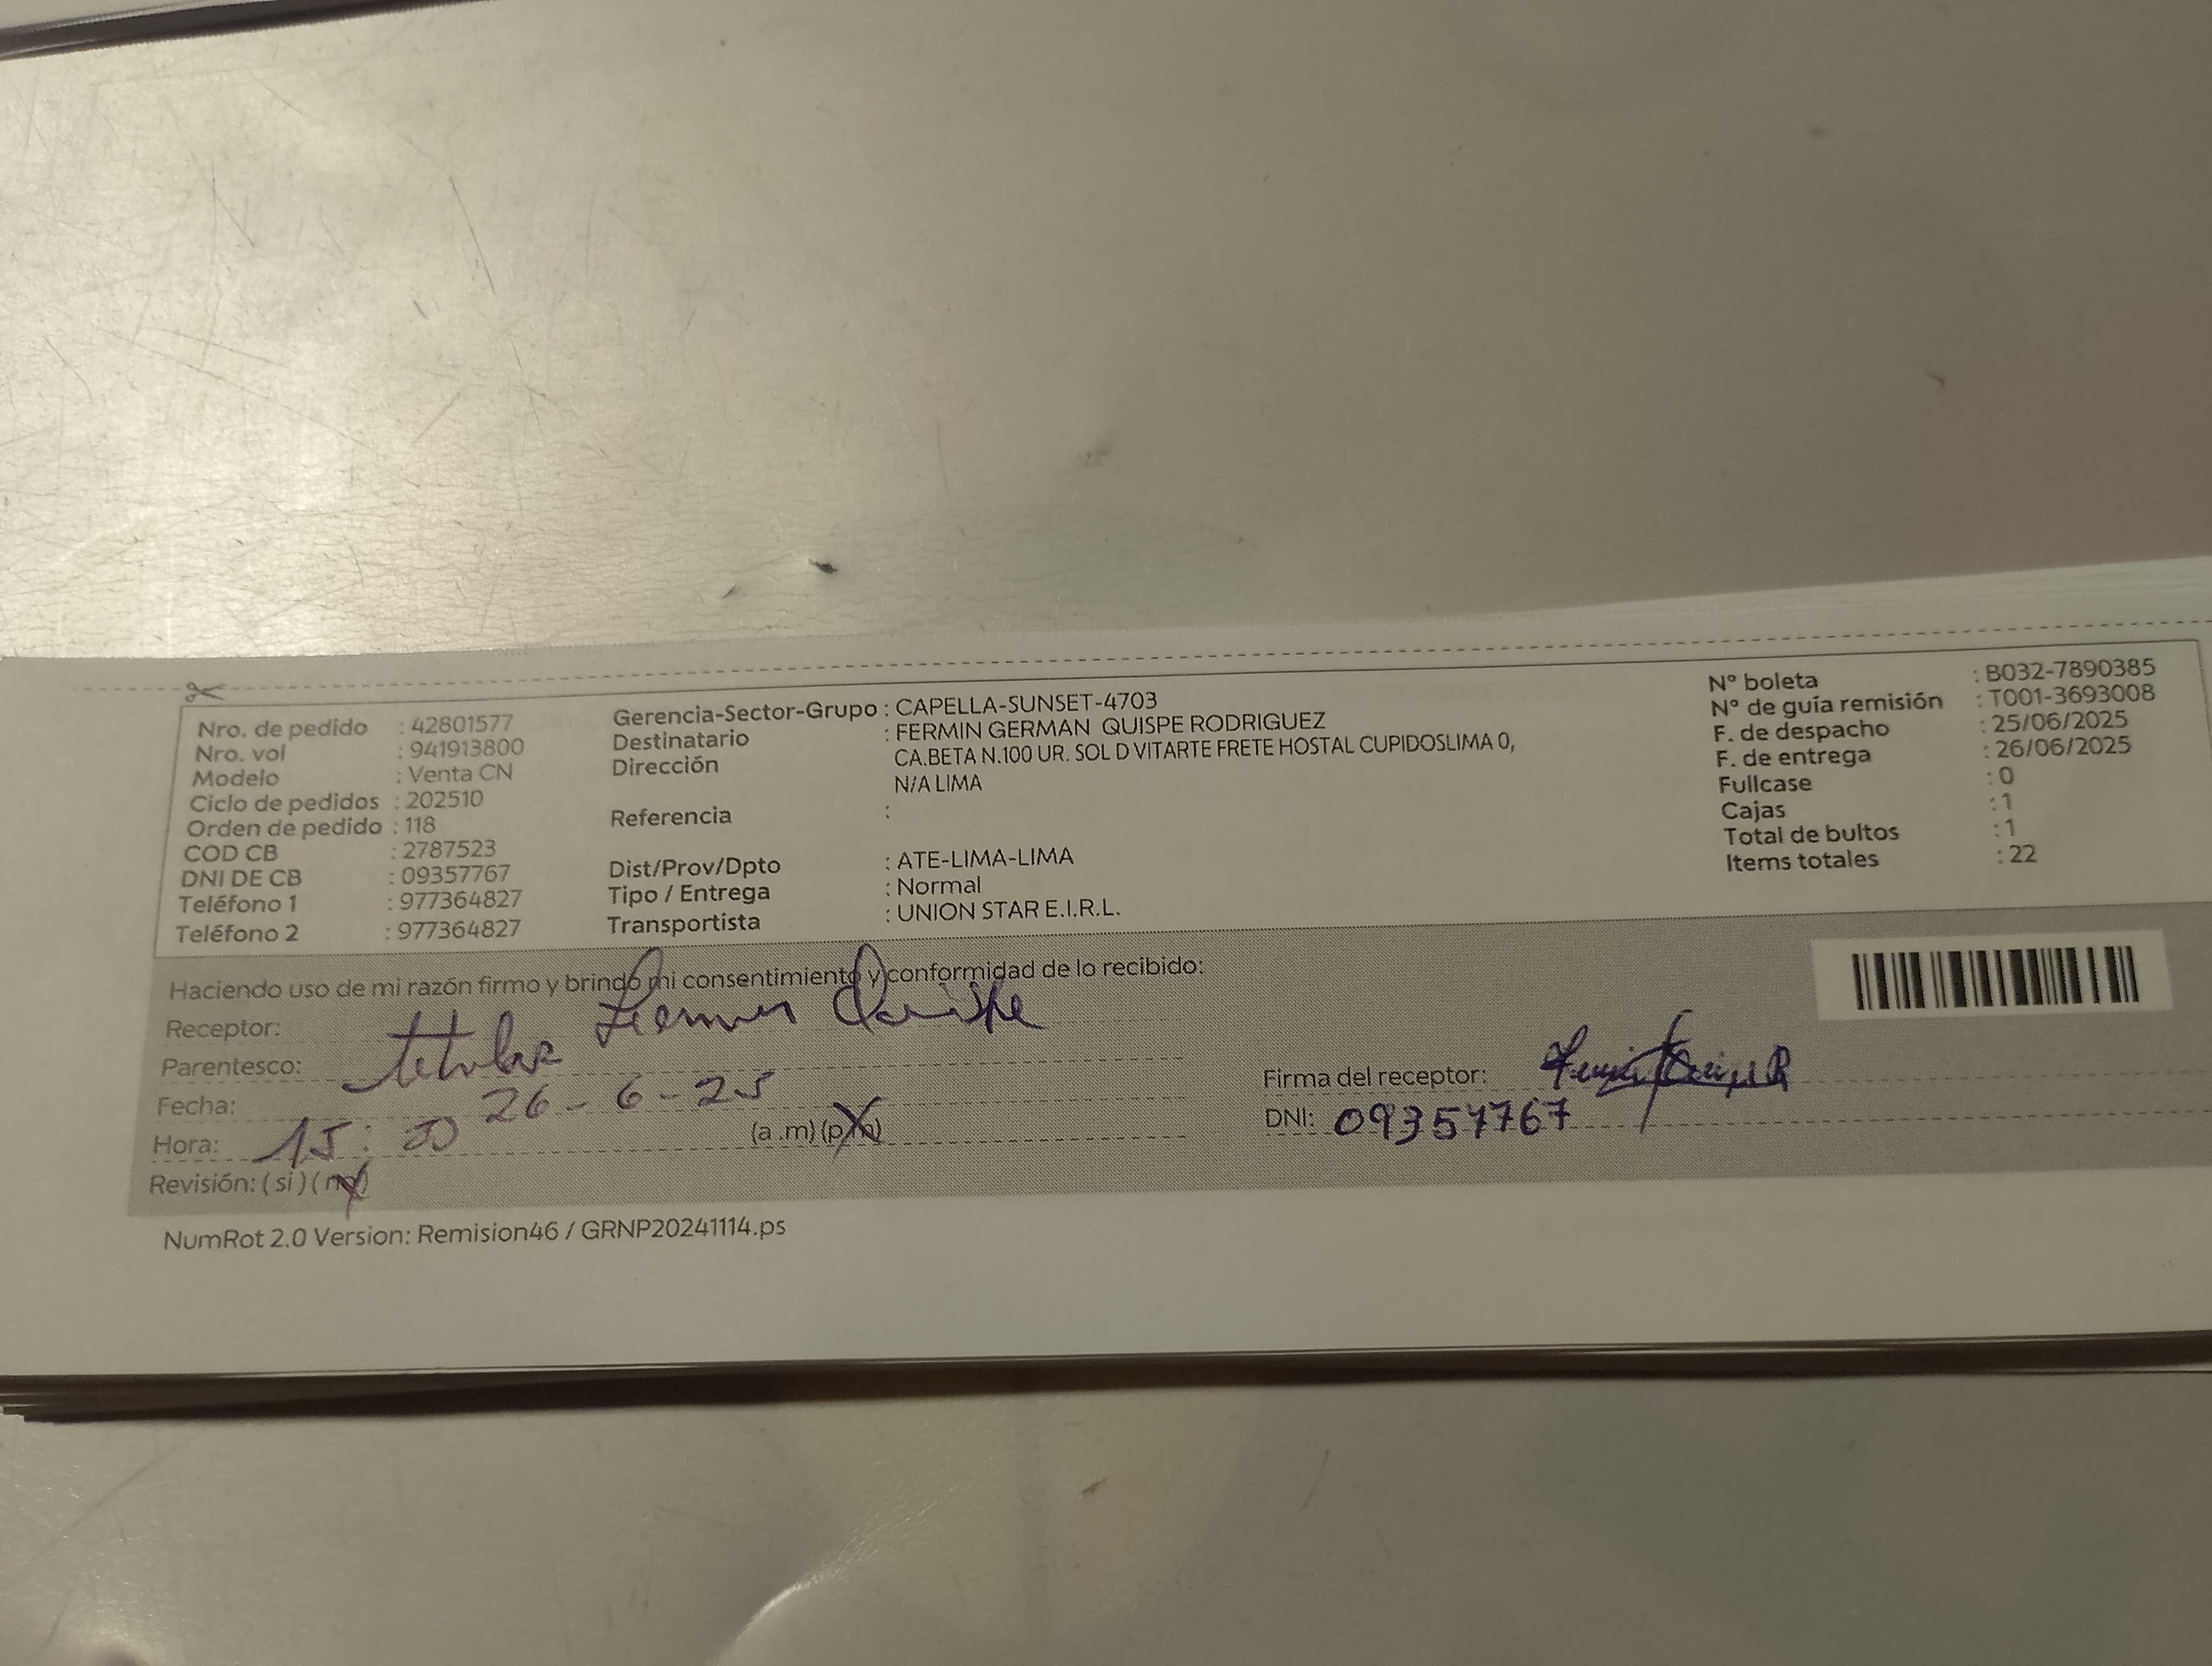 Nro. de pedido : 42801577
Nro. vol : 941913800
Modelo : Venta CN
Ciclo de pedidos : 202510
Orden de pedido : 118
COD CB : 2787523
DNI DE CB : 09357767
Teléfono 1 : 977364827
Teléfono 2 : 977364827
Gerencia-Sector-Grupo : CAPELLA-SUNSET-4703
Destinatario : FERMIN GERMAN QUISPE RODRIGUEZ
Dirección CA.BETA N.100 UR. SOL D VITARTE FRETE HOSTAL CUPIDOSLIMA 0,
N/A LIMA
Referencia :
Dist/Prov/Dpto : ATE-LIMA-LIMA
Tipo / Entrega : Normal
Transportista : UNION STAR E.I.R.L.
N° boleta : B032-7890385
N° de guía remisión : T001-3693008
F. de despacho : 25/06/2025
F. de entrega : 26/06/2025
Fullcase : 0
Cajas : 1
Total de bultos : 1
Items totales : 22
Haciendo uso de mi razón firmo y brindo mi consentimiento y conformidad de lo recibido:
Receptor: Fermin Quispe
Parentesco: titular
Fecha: 26-6-25
Hora: 15: (a .m) (p.m)
Revisión: ( si ) ( no )
Firma del receptor:
DNI: 09357767
NumRot 2.0 Version: Remision46 / GRNP20241114.ps